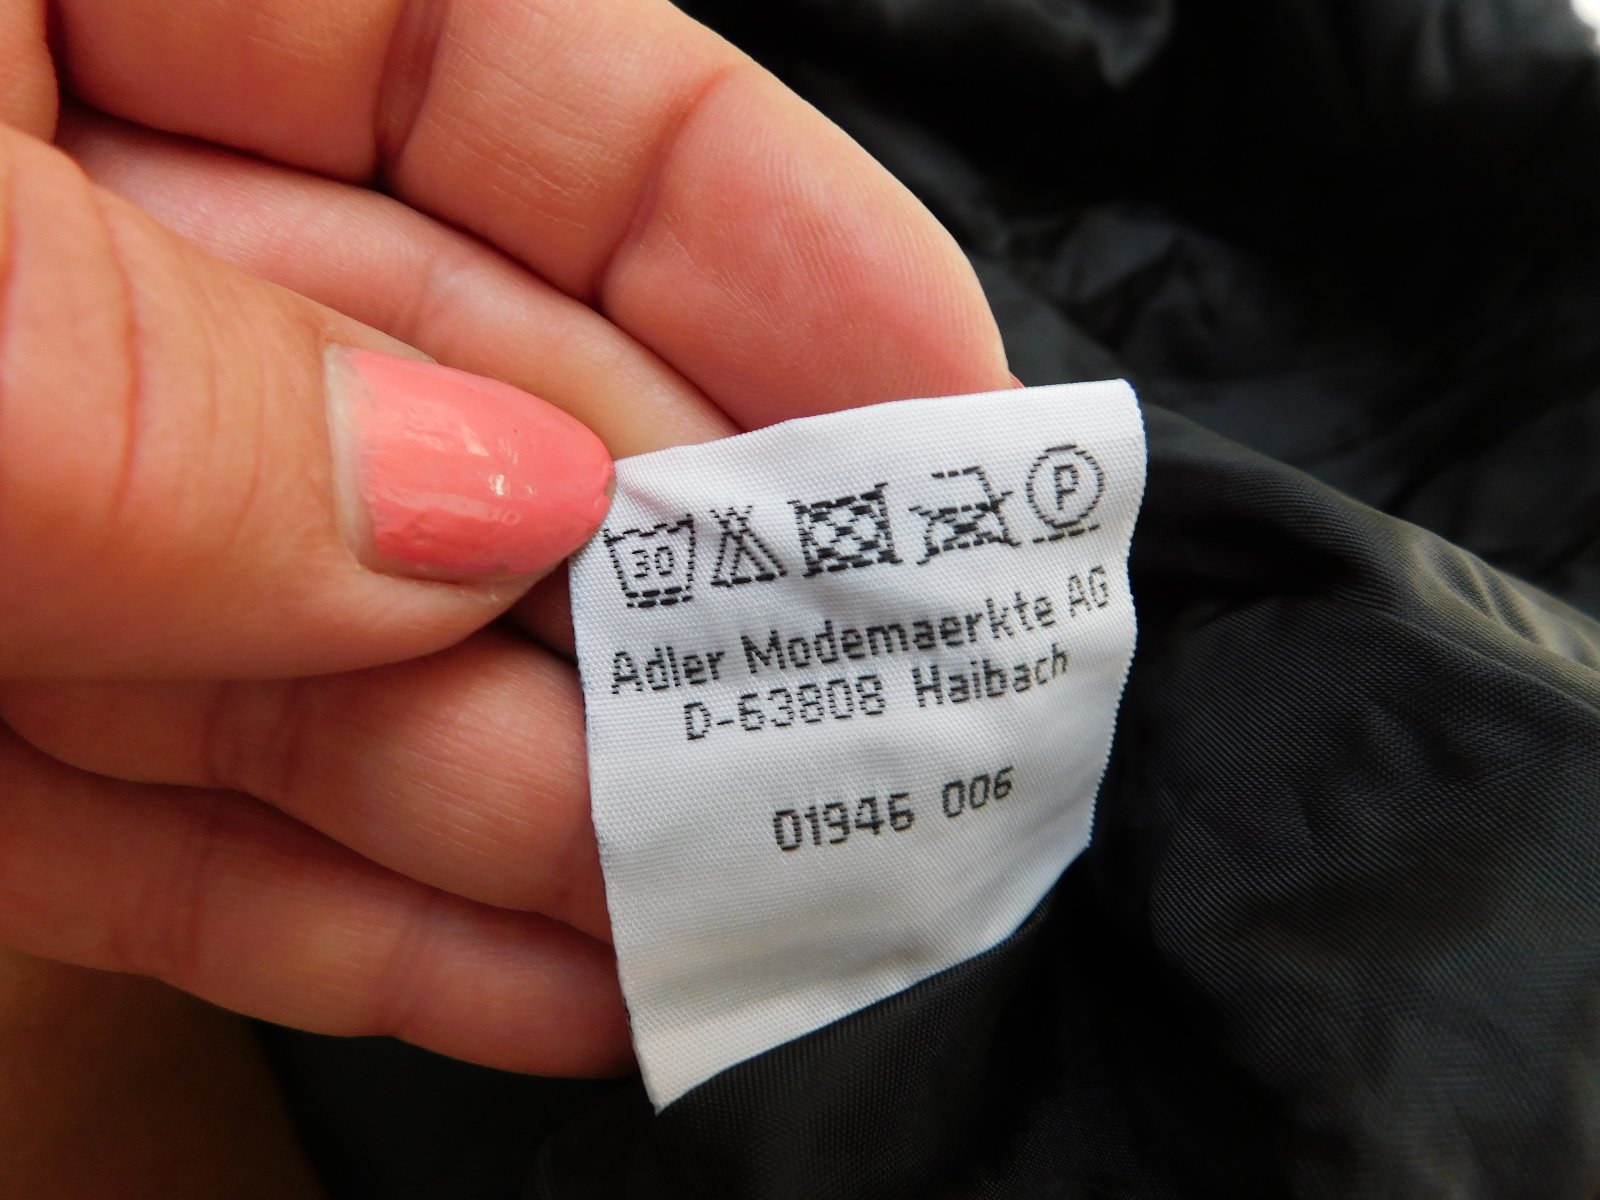 30 P
Adler Modemaerkte AG
D-63808 Haibach
01946 006